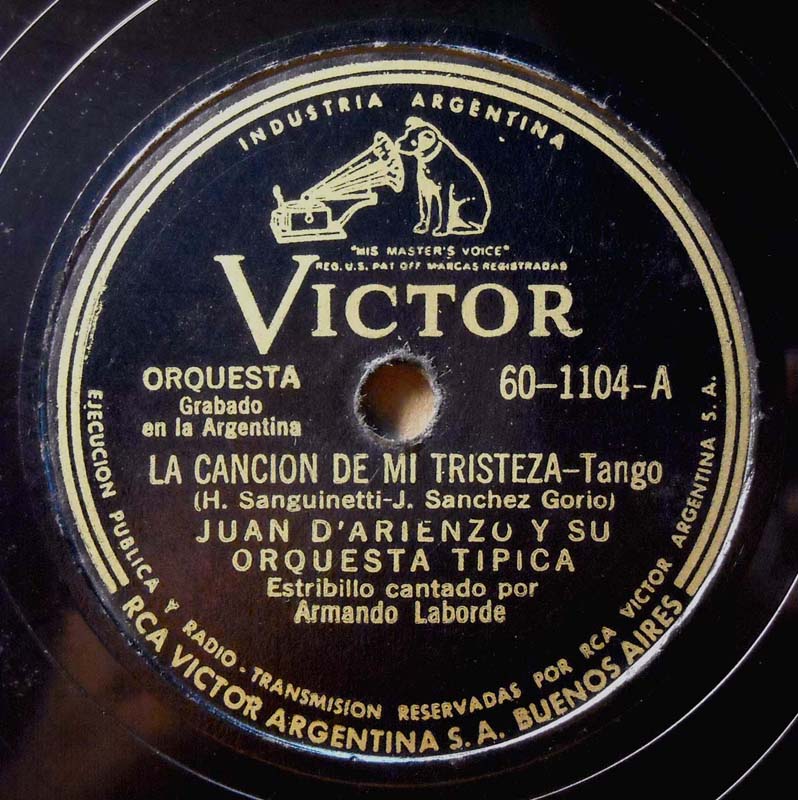 INDUSTRIA ARGENTINA
"HIS MASTER'S VOICE"
REG. U.S. PAT OFF MARCAS REGISTRADAS
VICTOR
ORQUESTA
Grabado
en la Argentina
60-1104-A
LA CANCION DE MI TRISTEZA-Tango
(H. Sanguinetti-J. Sanchez Gorio)
JUAN D'ARIENZO Y SU
ORQUESTA TIPICA
Estribillo cantado por
Armando Laborde
EJECUCION PUBLICA Y RADIO-TRANSMISION RESERVADAS POR RCA VICTOR ARGENTINA S. A.
RCA VICTOR ARGENTINA S. A. BUENOS AIRES